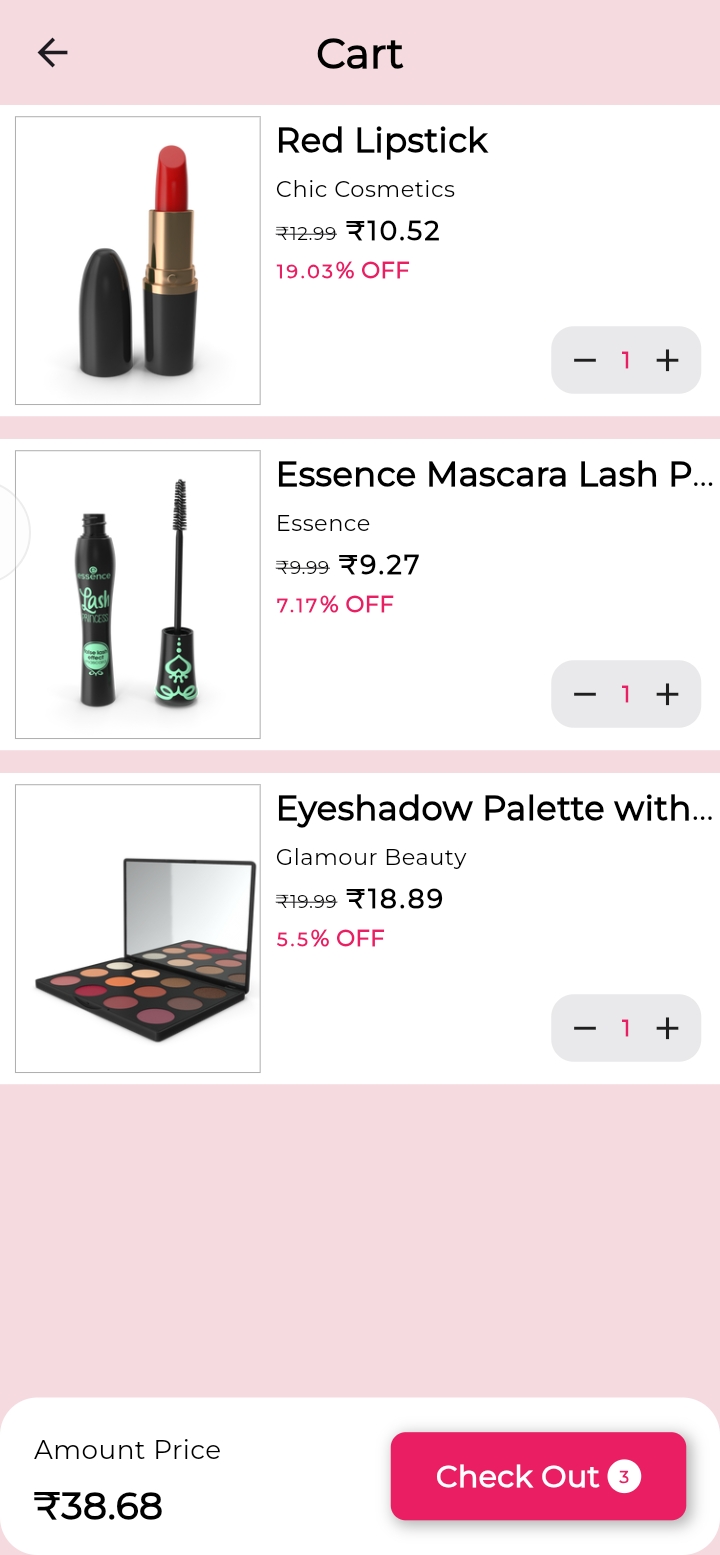 Cart
Red Lipstick
Chic Cosmetics
₹12.99 ₹10.52
19.03% OFF
1
Essence Mascara Lash P...
Essence
₹9.99 ₹9.27
7.17% OFF
1
essence
Lash
PRINCESS
false lash
effect
Eyeshadow Palette with...
Glamour Beauty
₹19.99 ₹18.89
5.5% OFF
1
Amount Price
₹38.68
Check Out 3